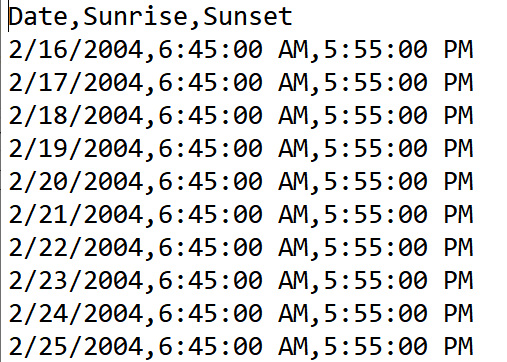 Date,Sunrise,Sunset
2/16/2004,6:45:00 AM,5:55:00 PM
2/17/2004,6:45:00 AM,5:55:00 PM
2/18/2004,6:45:00 AM,5:55:00 PM
2/19/2004,6:45:00 AM,5:55:00 PM
2/20/2004,6:45:00 AM,5:55:00 PM
2/21/2004,6:45:00 AM,5:55:00 PM
2/22/2004,6:45:00 AM,5:55:00 PM
2/23/2004,6:45:00 AM,5:55:00 PM
2/24/2004,6:45:00 AM,5:55:00 PM
2/25/2004,6:45:00 AM,5:55:00 PM